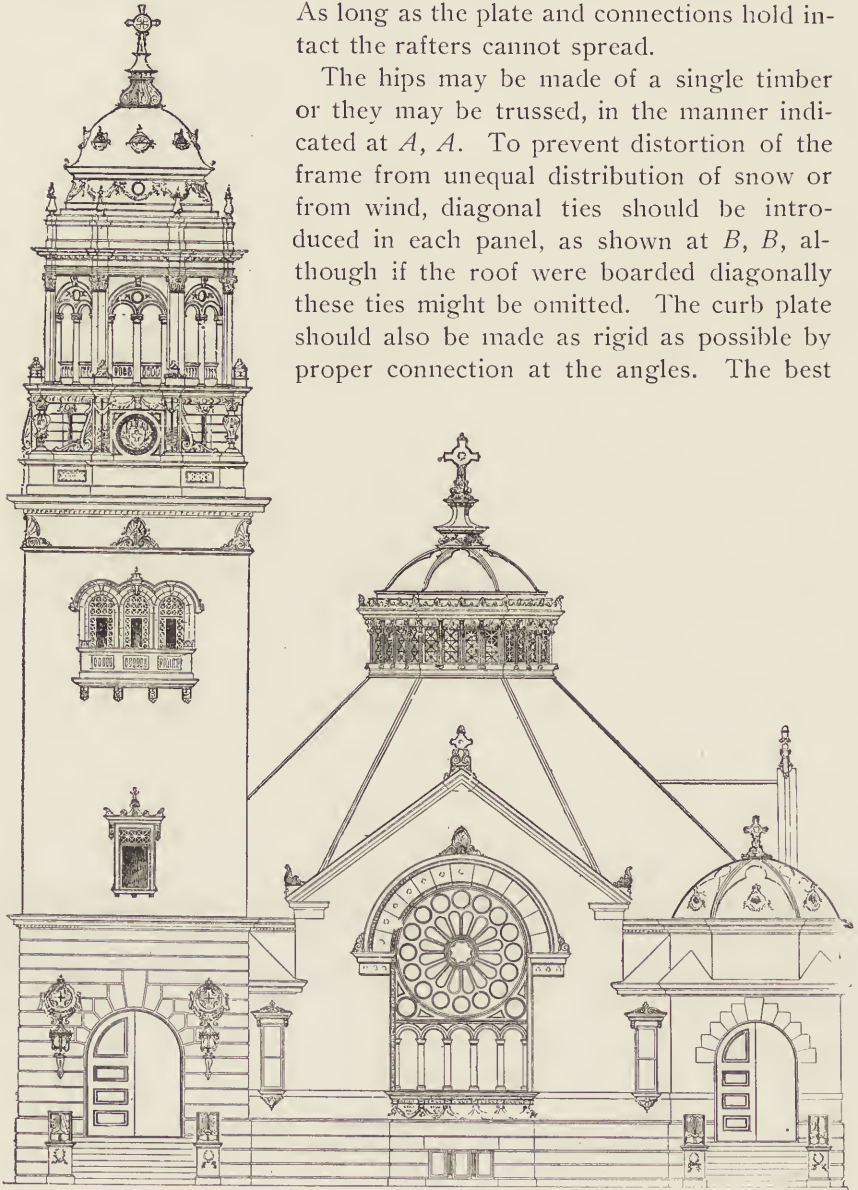 As long as the plate and connections hold in-
tact the rafters cannot spread.
The hips may be made of a single timber
or they may be trussed, in the manner indi-
cated at A, A. To prevent distortion of the
frame from unequal distribution of snow or
from wind, diagonal ties should be intro-
duced in each panel, as shown at B, B, al-
though if the roof were boarded diagonally
these ties might be omitted. The curb plate
should also be made as rigid as possible by
proper connection at the angles. The best